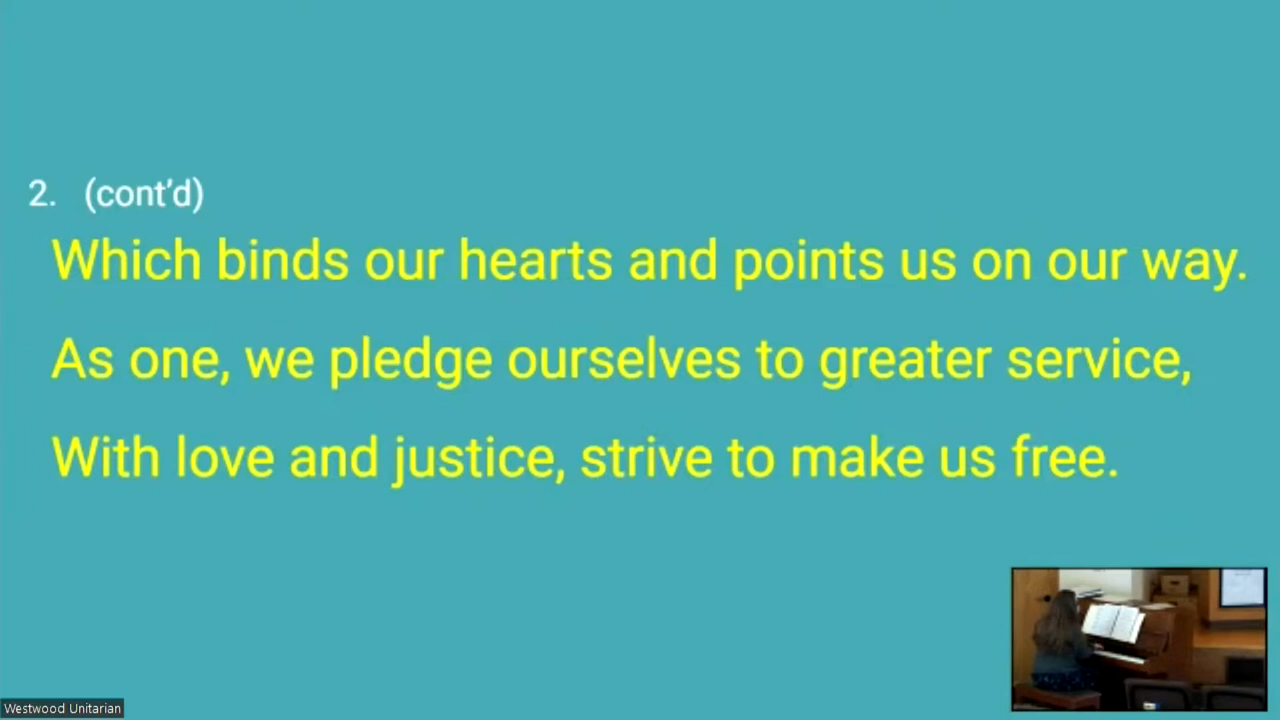 2. (cont'd)
Which binds our hearts and points us on our way.
As one, we pledge ourselves to greater service,
With love and justice, strive to make us free.
Westwood Unitarian